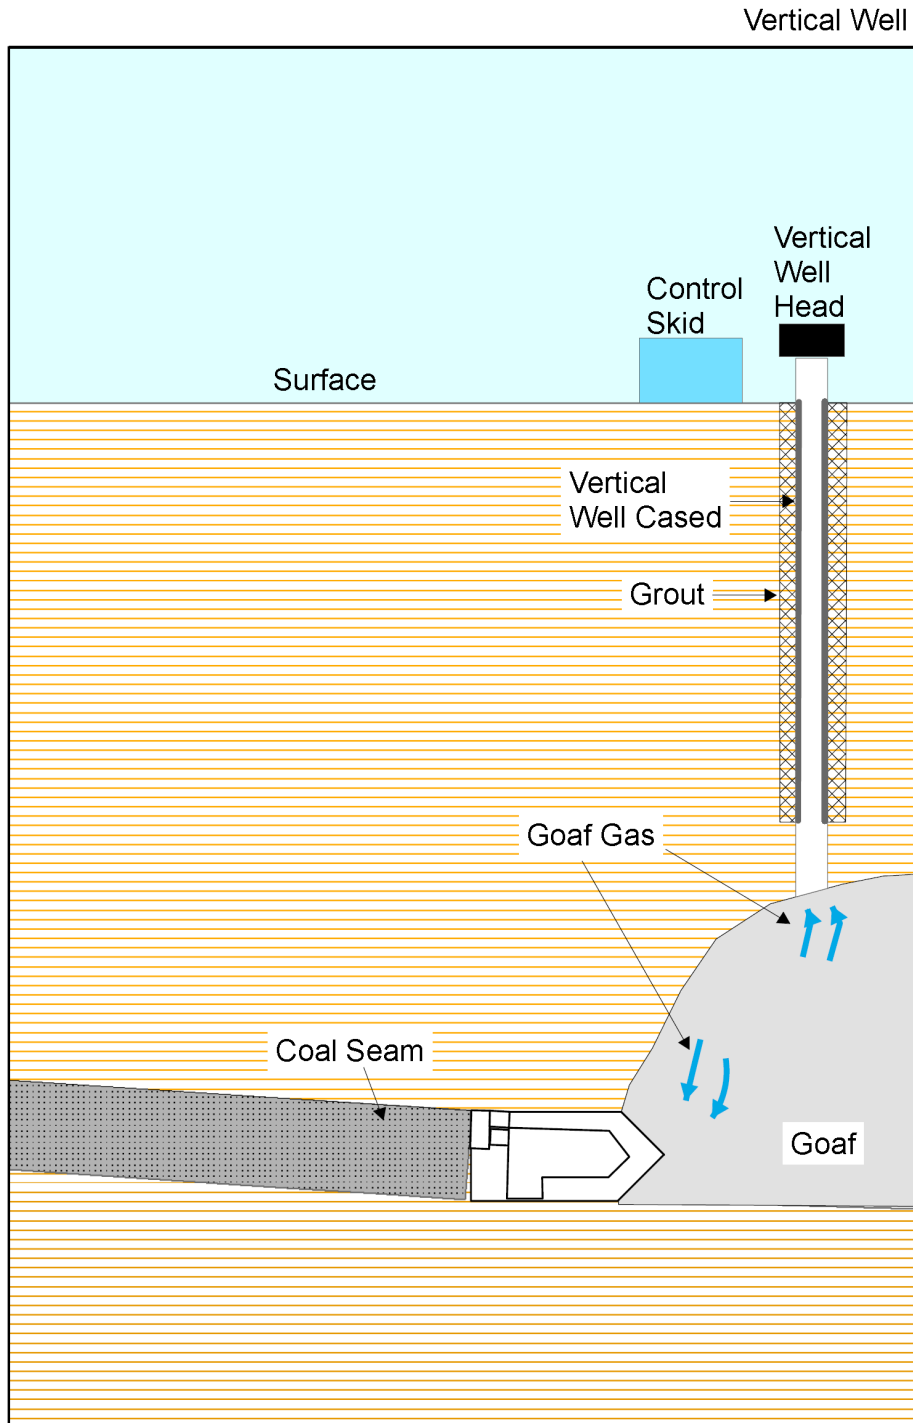 Vertical Well
Vertical
Well
Head
Control
Skid
Surface
Vertical
Well Cased
Grout
Goaf Gas
Coal Seam
Goaf